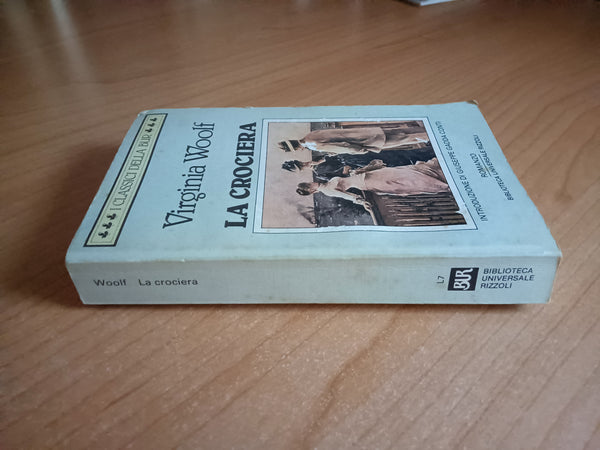 I CLASSICI DELLA BUR
Virginia Woolf
LA CROCIERA
INTRODUZIONE DI GIUSEPPE GADDA CONTI
ROMANZO
BIBLIOTECA UNIVERSALE RIZZOLI
Woolf La crociera
L7
BUR
BIBLIOTECA
UNIVERSALE
RIZZOLI